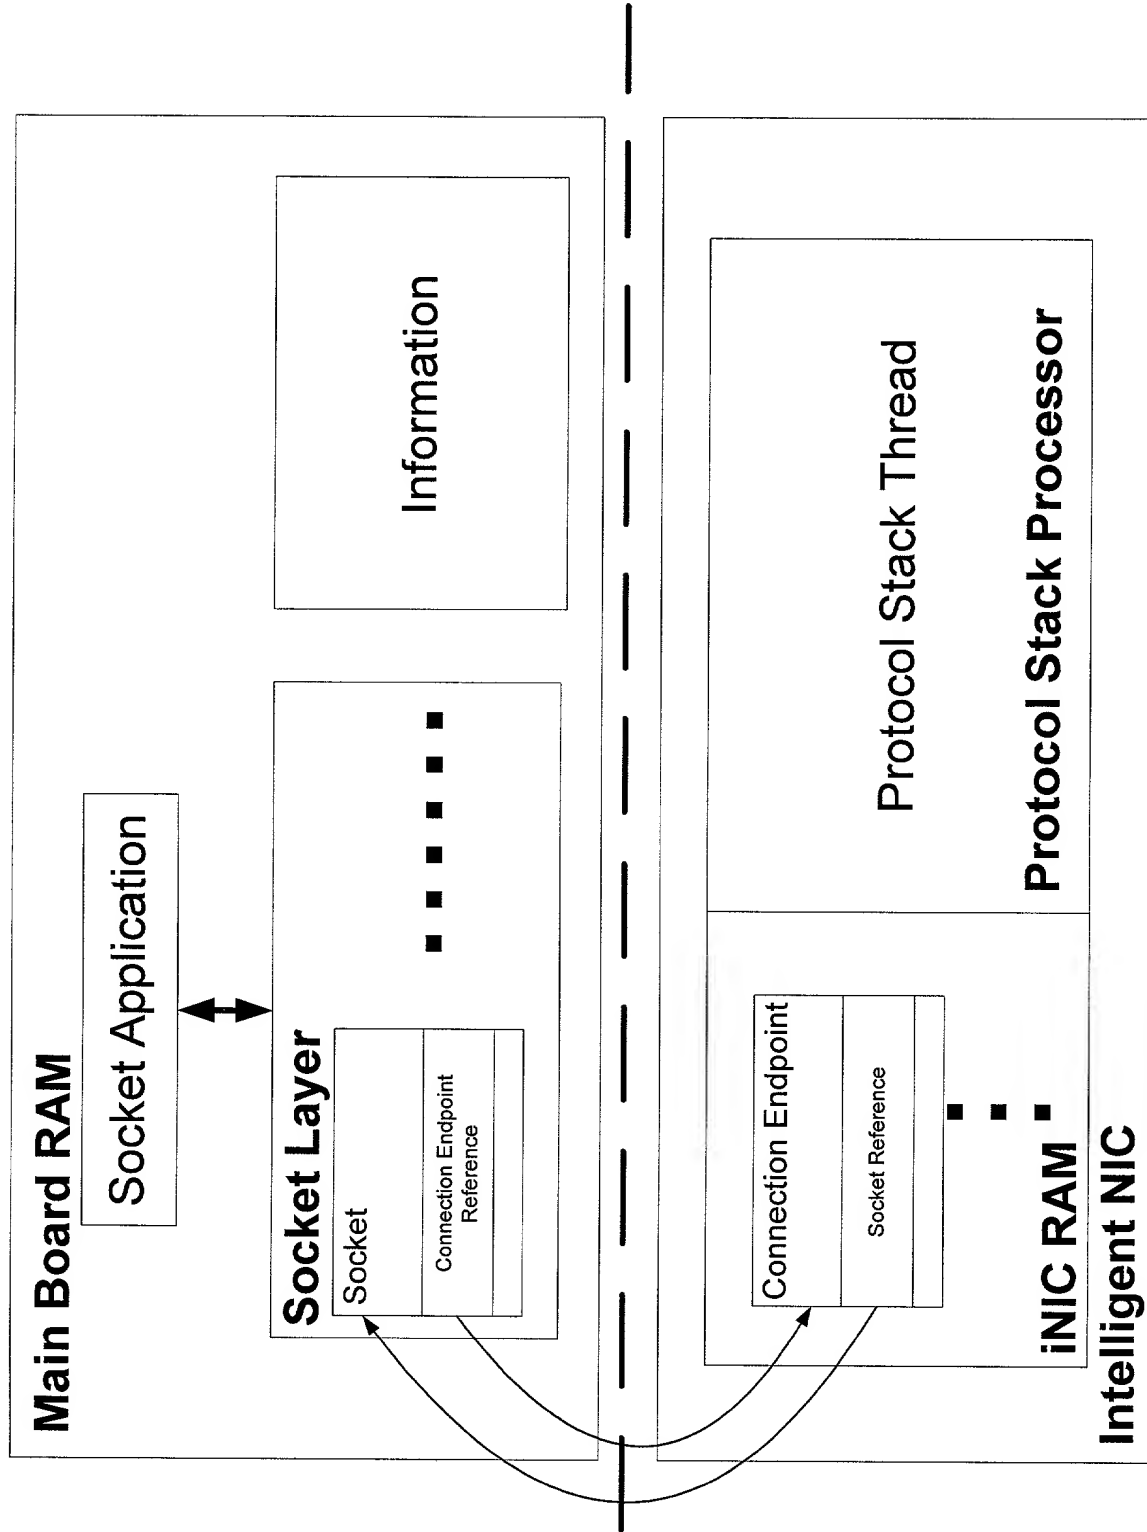 Main Board RAM
Socket Application
Socket Layer
Socket
Connection Endpoint
Reference
Information
Connection Endpoint
Socket Reference
iNIC RAM
Protocol Stack Thread
Protocol Stack Processor
Intelligent NIC